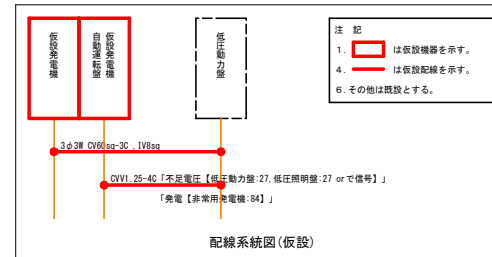 仮設発電機
仮設発電機
自動運転盤
低圧動力盤
注 記
1. は仮設機器を示す。
4. は仮設配線を示す。
6.その他は既設とする。
3φ3W CV60sq-3C , IV8sq
CVV1.25-4C「不足電圧【低圧動力盤:27,低圧照明盤:27 orで信号】」
「発電【非常用発電機:84】」
配線系統図(仮設)